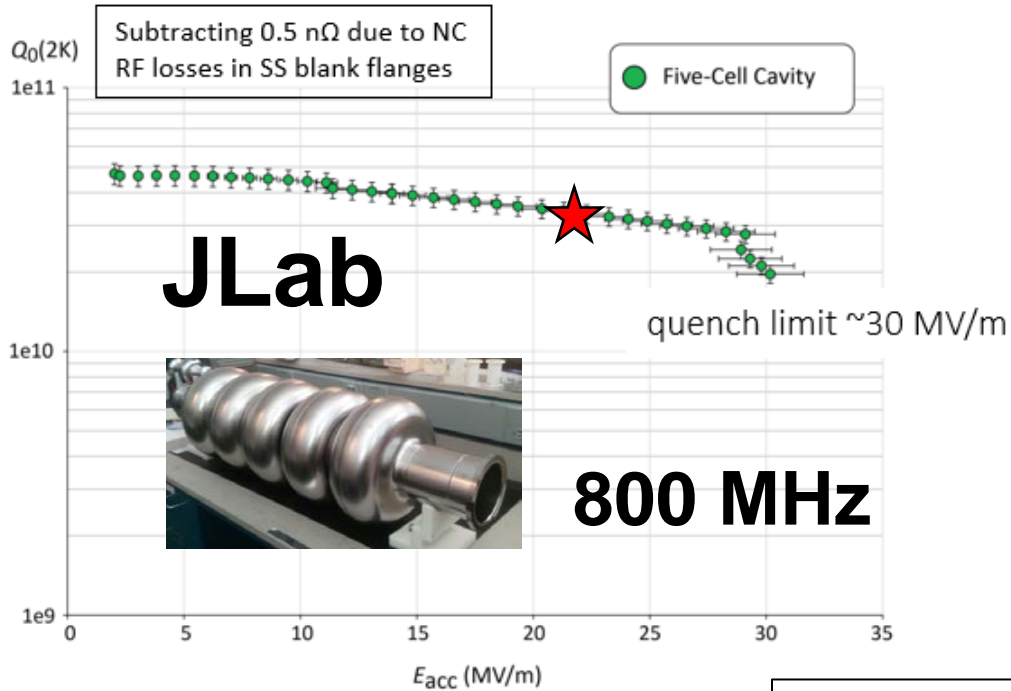 Subtracting 0.5 nΩ due to NC
RF losses in SS blank flanges
Q0(2K)
Five-Cell Cavity
1e11
JLab
quench limit ~30 MV/m
1e10
800 MHz
1e9
0 5 10 15 20 25 30 35
Eacc (MV/m)